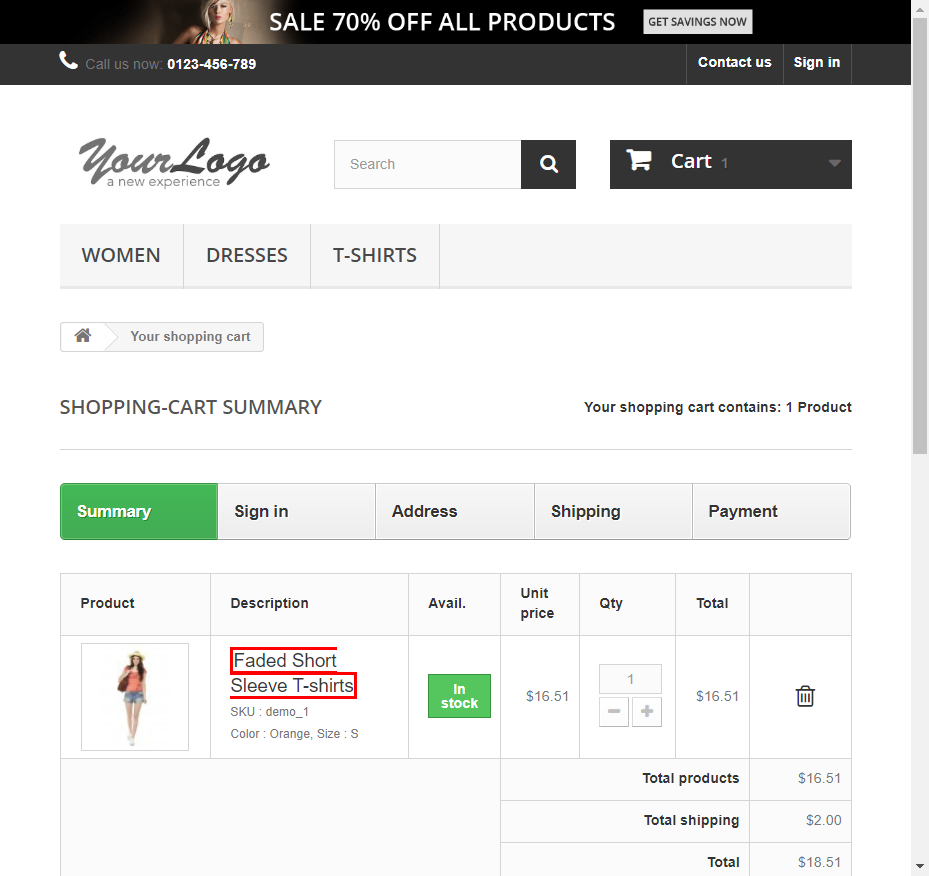 SALE 70% OFF ALL PRODUCTS GET SAVINGS NOW
Call us now: 0123-456-789 Contact us Sign in
YourLogo
a new experience
Search
Cart 1
WOMEN DRESSES T-SHIRTS
Your shopping cart
SHOPPING-CART SUMMARY Your shopping cart contains: 1 Product
Summary Sign in Address Shipping Payment
Product Description Avail. Unit price Qty Total
Faded Short
Sleeve T-shirts
SKU : demo_1
Color : Orange, Size : S
In
stock
$16.51
1
$16.51
Total products $16.51
Total shipping $2.00
Total $18.51